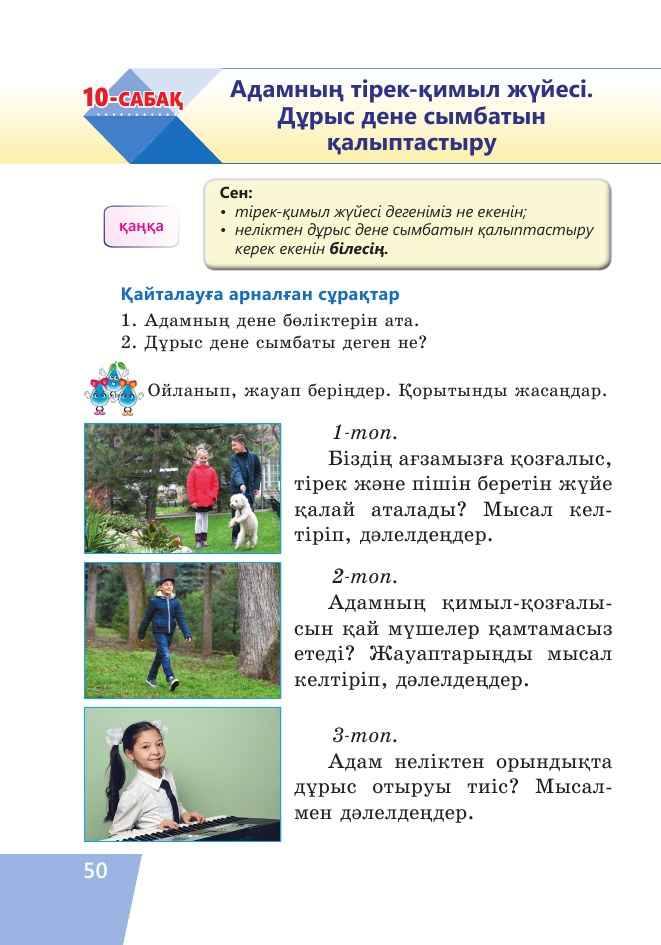 10-САБАҚ
Адамның тірек-қимыл жүйесі.
Дұрыс дене сымбатын
қалыптастыру
қаңқа
Сен:
• тірек-қимыл жүйесі дегеніміз не екенін;
• неліктен дұрыс дене сымбатын қалыптастыру
керек екенін білесің.
Қайталауға арналған сұрақтар
1. Адамның дене бөліктерін ата.
2. Дұрыс дене сымбаты деген не?
Ойланып, жауап беріңдер. Қорытынды жасаңдар.
1-топ.
Біздің ағзамызға қозғалыс,
тірек және пішін беретін жүйе
қалай аталады? Мысал кел-
тіріп, дәлелдеңдер.
2-топ.
Адамның қимыл-қозғалы-
сын қай мүшелер қамтамасыз
етеді? Жауаптарыңды мысал
келтіріп, дәлелдеңдер.
3-топ.
Адам неліктен орындықта
дұрыс отыруы тиіс? Мысал-
мен дәлелдеңдер.
50